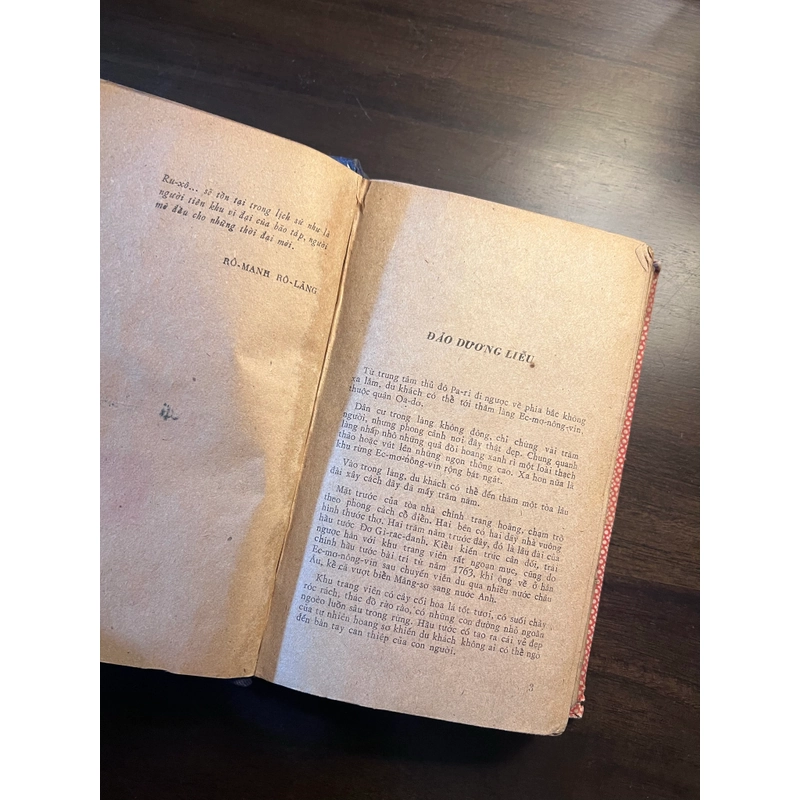 Ru-xô... sẽ tồn tại trong lịch sử như là
người tiên khu vĩ đại của bão táp, người
mê đầu cho những thời đại mới.
RÔ-MANH RÔ-LĂNG
ĐẢO DƯƠNG LIỄU
Từ trung tâm thủ đô Pa-ri đi ngược về phía bắc không
xa lắm, du khách có thể tới thăm làng Ec-mơ-nông-vin,
thuộc quận Oa-dơ.
Dân cư trong làng không đông, chỉ chừng vài trăm
người, nhưng phong cảnh nơi đây thật đẹp. Chung quanh
làng nhấp nhô những quả đồi hoang xanh rì một loài thạch
thảo hoặc vút lên những ngọn thông cao. Xa hơn nữa là
khu rừng Ec-mơ-nông-vin rộng bát ngát.
Vào trong làng, du khách có thể đến thăm một tòa lâu
đài xây cách đây đã mấy trăm năm.
Mặt trước của tòa nhà chính trang hoàng, chạm trổ
theo phong cách cổ điển. Hai bên có hai dãy nhà vuông
hình thước thợ. Hai trăm năm trước đây, đó là lâu đài của
hầu tước Đơ Gi-rac-danh. Kiểu kiến trúc cân đối, trái
ngược hẳn với khu trang viên rất ngoạn mục, cũng do
chính hầu tước bài trí từ năm 1763, khi ông về ở hẳn
Ec-mơ-nông-vin sau chuyến viễn du qua nhiều nước châu
Âu, kể cả vượt biển Măng-sơ sang nước Anh.
Khu trang viên có cây cối hoa lá tốt tươi, có suối chảy
róc rách, thác đổ rào rào, có những con đường nhỏ ngoằn
ngoèo luồn sâu trong rừng. Hầu tước cố tạo ra cái vẻ đẹp
của tự nhiên hoang sơ khiến du khách không ai có thể ngờ
đến bàn tay can thiệp của con người.
3